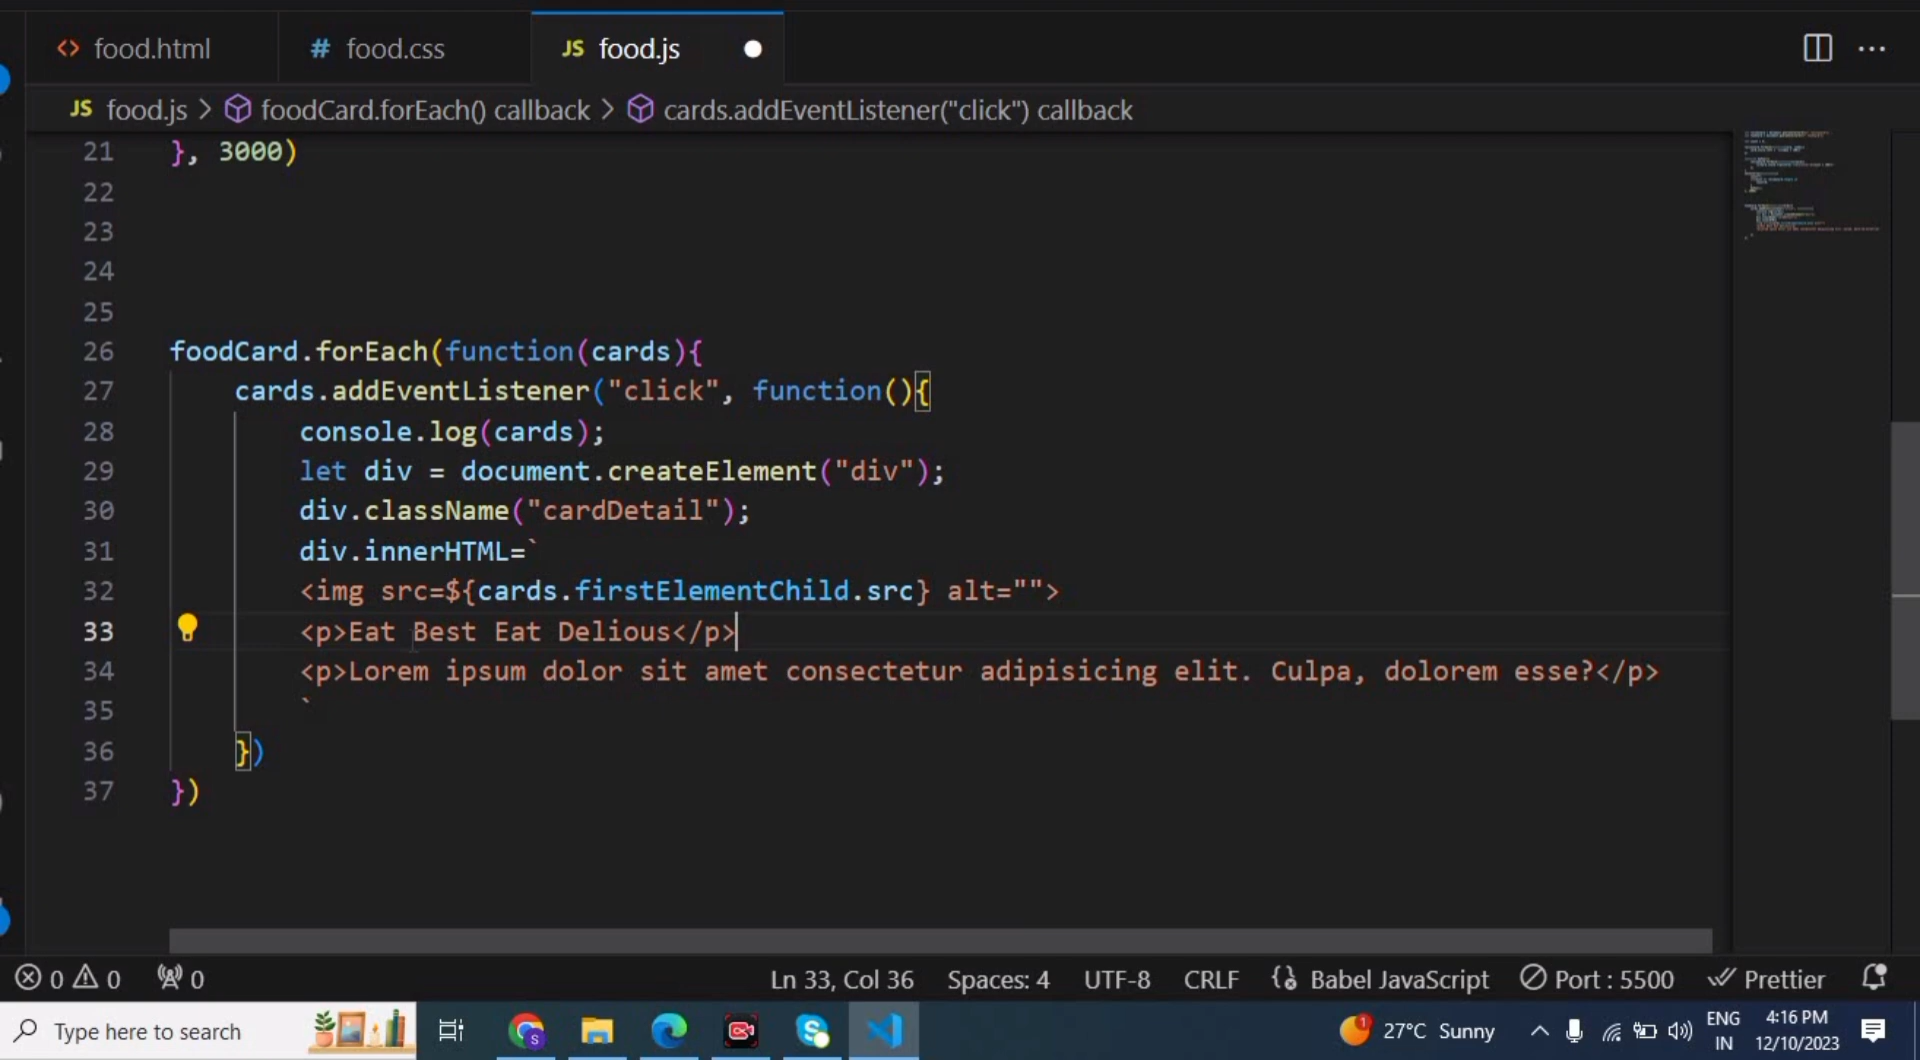 <> food.html # food.css JS food.js
JS food.js > foodCard.forEach() callback > cards.addEventListener("click") callback
21 }, 3000)
22
23
24
25
26 foodCard.forEach(function(cards){
27 cards.addEventListener("click", function(){
28 console.log(cards);
29 let div = document.createElement("div");
30 div.className("cardDetail");
31 div.innerHTML=`
32 <img src=${cards.firstElementChild.src} alt="">
33 <p>Eat Best Eat Delious</p>
34 <p>Lorem ipsum dolor sit amet consectetur adipisicing elit. Culpa, dolorem esse?</p>
35 `
36 })
37 })
0 0 0 Ln 33, Col 36 Spaces: 4 UTF-8 CRLF Babel JavaScript Port : 5500 Prettier
Type here to search S 1 27°C Sunny ENG 4:16 PM
IN 12/10/2023